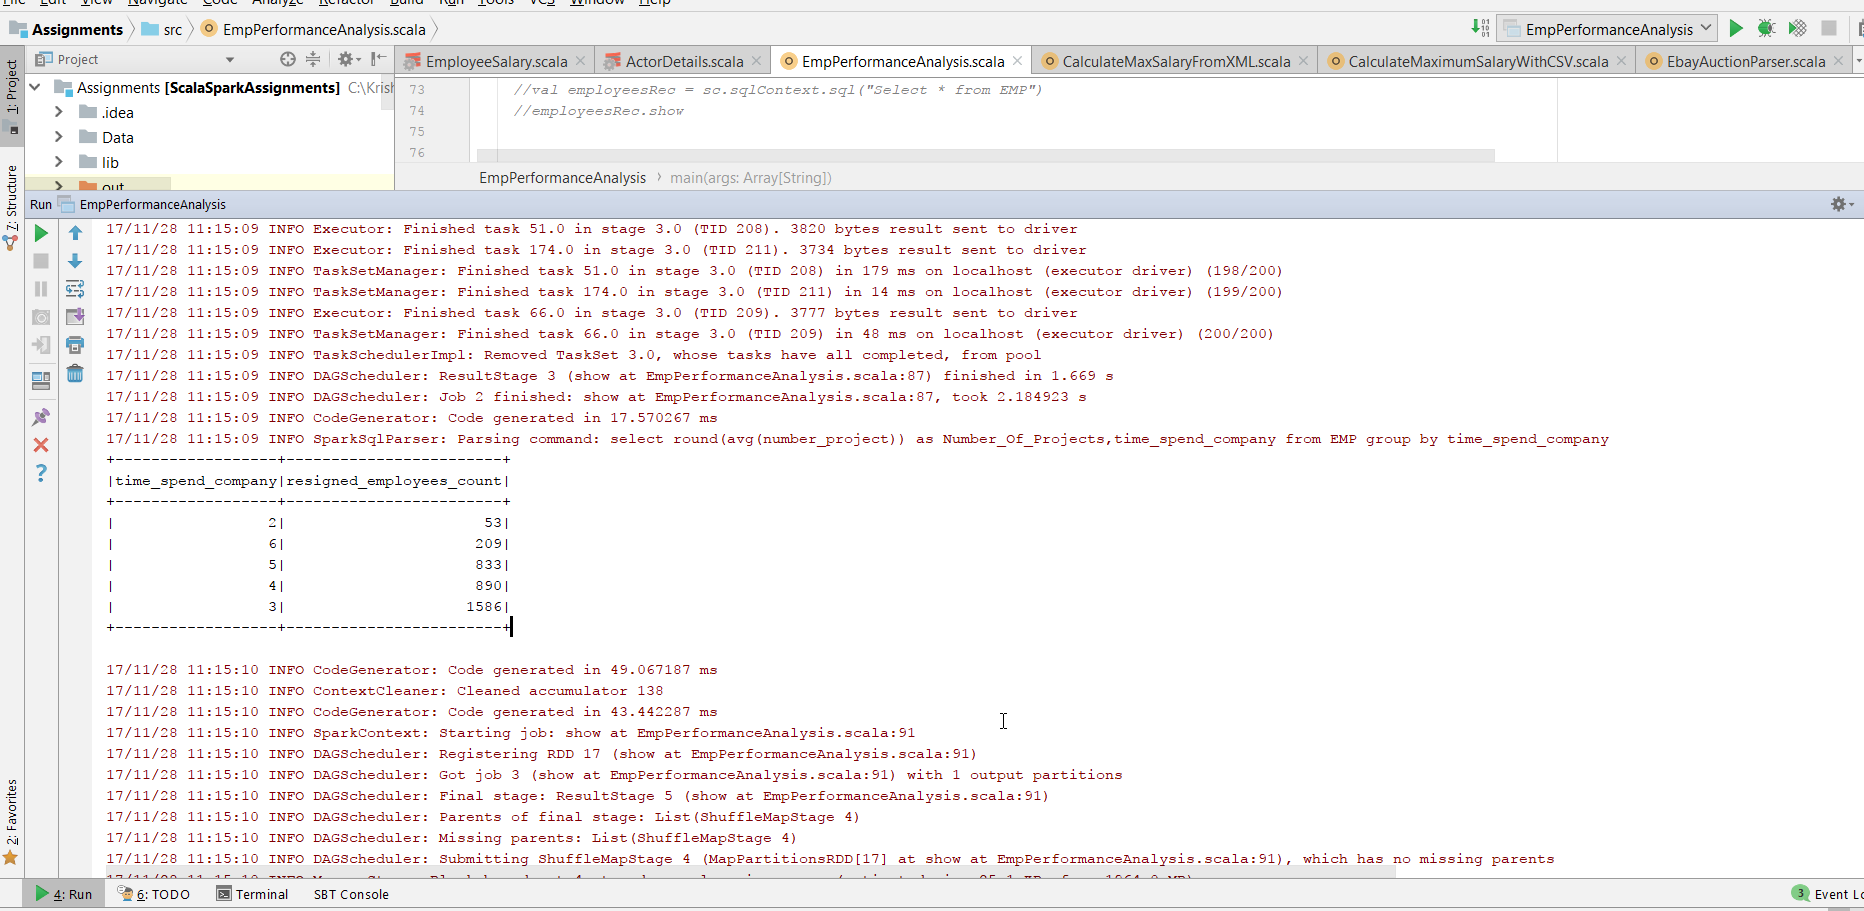 File Edit View Navigate Code Analyze Refactor Build Run Tools VCS Window Help
Assignments src EmpPerformanceAnalysis.scala EmpPerformanceAnalysis
1: Project
7: Structure
2: Favorites
Project
EmployeeSalary.scala ActorDetails.scala EmpPerformanceAnalysis.scala CalculateMaxSalaryFromXML.scala CalculateMaximumSalaryWithCSV.scala EbayAuctionParser.scala
Assignments [ScalaSparkAssignments] C:\Krish
.idea
Data
lib
out
73 //val employeesRec = sc.sqlContext.sql("Select * from EMP")
74 //employeesRec.show
75
76
EmpPerformanceAnalysis main(args: Array[String])
Run EmpPerformanceAnalysis
17/11/28 11:15:09 INFO Executor: Finished task 51.0 in stage 3.0 (TID 208). 3820 bytes result sent to driver
17/11/28 11:15:09 INFO Executor: Finished task 174.0 in stage 3.0 (TID 211). 3734 bytes result sent to driver
17/11/28 11:15:09 INFO TaskSetManager: Finished task 51.0 in stage 3.0 (TID 208) in 179 ms on localhost (executor driver) (198/200)
17/11/28 11:15:09 INFO TaskSetManager: Finished task 174.0 in stage 3.0 (TID 211) in 14 ms on localhost (executor driver) (199/200)
17/11/28 11:15:09 INFO Executor: Finished task 66.0 in stage 3.0 (TID 209). 3777 bytes result sent to driver
17/11/28 11:15:09 INFO TaskSetManager: Finished task 66.0 in stage 3.0 (TID 209) in 48 ms on localhost (executor driver) (200/200)
17/11/28 11:15:09 INFO TaskSchedulerImpl: Removed TaskSet 3.0, whose tasks have all completed, from pool
17/11/28 11:15:09 INFO DAGScheduler: ResultStage 3 (show at EmpPerformanceAnalysis.scala:87) finished in 1.669 s
17/11/28 11:15:09 INFO DAGScheduler: Job 2 finished: show at EmpPerformanceAnalysis.scala:87, took 2.184923 s
17/11/28 11:15:09 INFO CodeGenerator: Code generated in 17.570267 ms
17/11/28 11:15:09 INFO SparkSqlParser: Parsing command: select round(avg(number_project)) as Number_Of_Projects,time_spend_company from EMP group by time_spend_company
+------------------+------------------------+
|time_spend_company|resigned_employees_count|
+------------------+------------------------+
|                 2|                      53|
|                 6|                     209|
|                 5|                     833|
|                 4|                     890|
|                 3|                    1586|
+------------------+------------------------+
17/11/28 11:15:10 INFO CodeGenerator: Code generated in 49.067187 ms
17/11/28 11:15:10 INFO ContextCleaner: Cleaned accumulator 138
17/11/28 11:15:10 INFO CodeGenerator: Code generated in 43.442287 ms
17/11/28 11:15:10 INFO SparkContext: Starting job: show at EmpPerformanceAnalysis.scala:91
17/11/28 11:15:10 INFO DAGScheduler: Registering RDD 17 (show at EmpPerformanceAnalysis.scala:91)
17/11/28 11:15:10 INFO DAGScheduler: Got job 3 (show at EmpPerformanceAnalysis.scala:91) with 1 output partitions
17/11/28 11:15:10 INFO DAGScheduler: Final stage: ResultStage 5 (show at EmpPerformanceAnalysis.scala:91)
17/11/28 11:15:10 INFO DAGScheduler: Parents of final stage: List(ShuffleMapStage 4)
17/11/28 11:15:10 INFO DAGScheduler: Missing parents: List(ShuffleMapStage 4)
17/11/28 11:15:10 INFO DAGScheduler: Submitting ShuffleMapStage 4 (MapPartitionsRDD[17] at show at EmpPerformanceAnalysis.scala:91), which has no missing parents
4: Run 6: TODO Terminal SBT Console 3 Event Lo